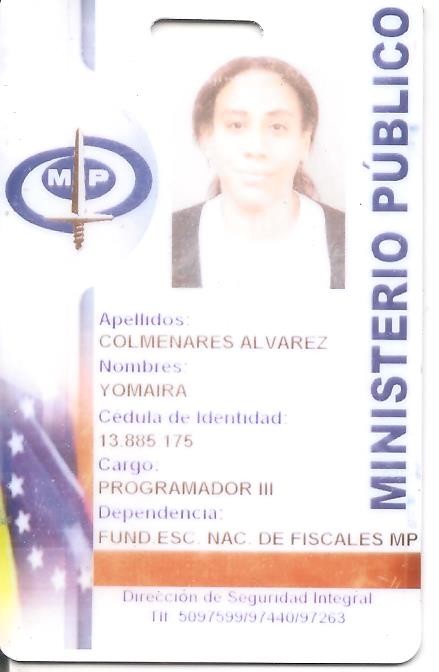 MP
MINISTERIO PÚBLICO
Apellidos:
COLMENARES ALVAREZ
Nombres:
YOMAIRA
Cédula de Identidad:
13.885 175
Cargo:
PROGRAMADOR III
Dependencia:
FUND.ESC. NAC. DE FISCALES MP
Dirección de Seguridad Integral
Tlf 5097599/97440/97263